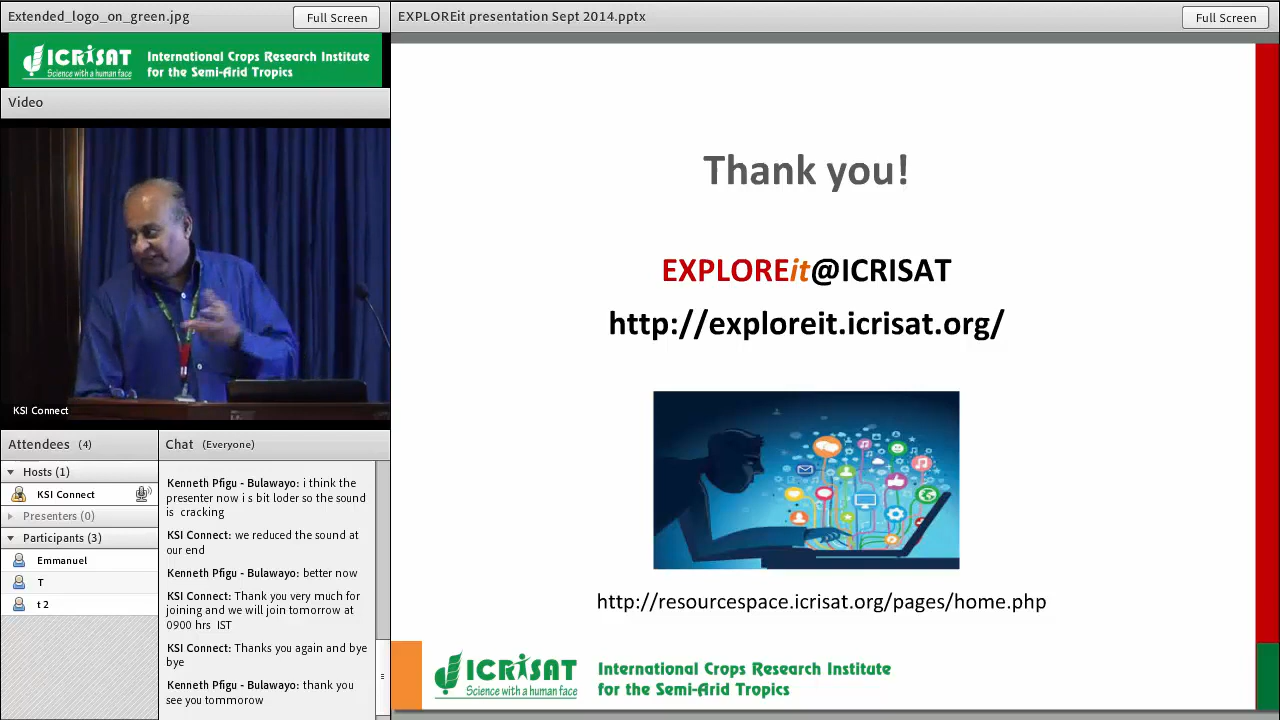 Extended_logo_on_green.jpg
Full Screen
EXPLOREit presentation Sept 2014.pptx
Full Screen
ICRISAT
Science with a human face
International Crops Research Institute
for the Semi-Arid Tropics
Video
KSI Connect
Attendees (4)
Hosts (1)
KSI Connect
Presenters (0)
Participants (3)
Emmanuel
T
t 2
Chat (Everyone)
Kenneth Pfigu - Bulawayo: i think the
presenter now i s bit loder so the sound
is cracking
KSI Connect: we reduced the sound at
our end
Kenneth Pfigu - Bulawayo: better now
KSI Connect: Thank you very much for
joining and we will join tomorrow at
0900 hrs IST
KSI Connect: Thanks you again and bye
bye
Kenneth Pfigu - Bulawayo: thank you
see you tommorow
Thank you!
EXPLOREit@ICRISAT
http://exploreit.icrisat.org/
http://resourcespace.icrisat.org/pages/home.php
ICRISAT
Science with a human face
International Crops Research Institute
for the Semi-Arid Tropics